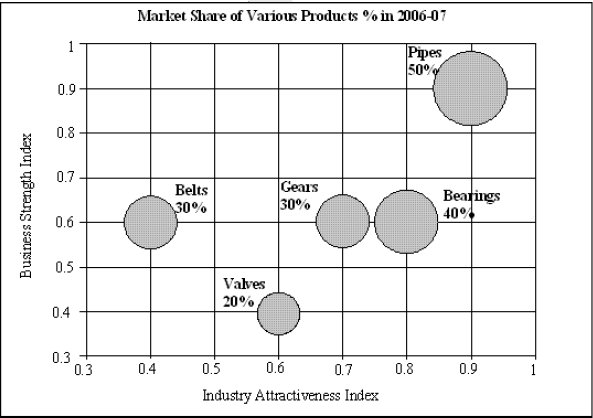 Market Share of Various Products % in 2006-07
1
0.9
0.8
0.7
0.6
0.5
0.4
0.3
Business Strength Index
Pipes
50%
Belts
30%
Gears
30%
Bearings
40%
Valves
20%
0.3 0.4 0.5 0.6 0.7 0.8 0.9 1
Industry Attractiveness Index